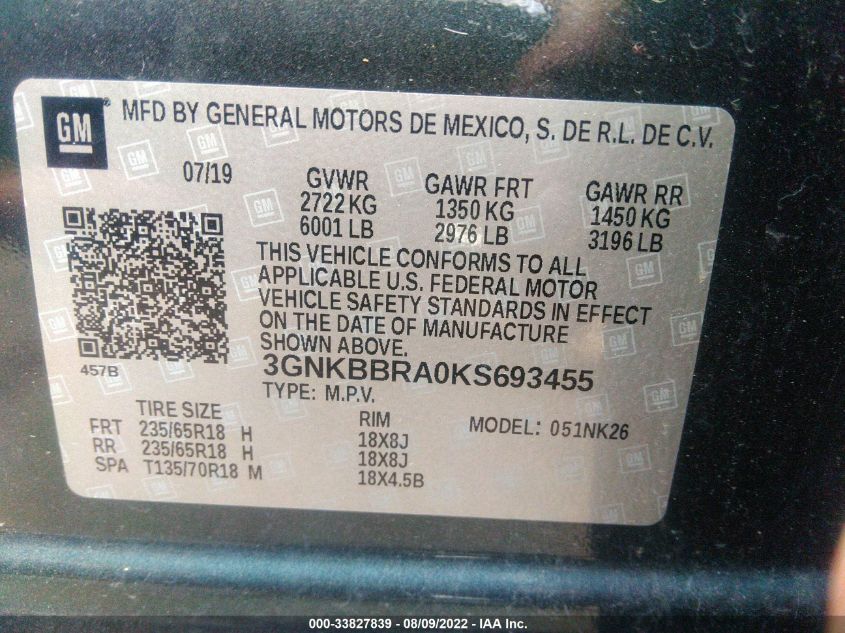 GM ® MFD BY GENERAL MOTORS DE MEXICO, S. DE R.L. DE C.V.
07/19 GVWR GAWR FRT GAWR RR
2722 KG 1350 KG 1450 KG
6001 LB 2976 LB 3196 LB
THIS VEHICLE CONFORMS TO ALL
APPLICABLE U.S. FEDERAL MOTOR
VEHICLE SAFETY STANDARDS IN EFFECT
ON THE DATE OF MANUFACTURE
SHOWN ABOVE.
457B
3GNKBBRA0KS693455
TYPE: M.P.V.
TIRE SIZE RIM MODEL: 051NK26
FRT 235/65R18 H 18X8J
RR 235/65R18 H 18X8J
SPA T135/70R18 M 18X4.5B
000-33827839 - 08/09/2022 - IAA Inc.